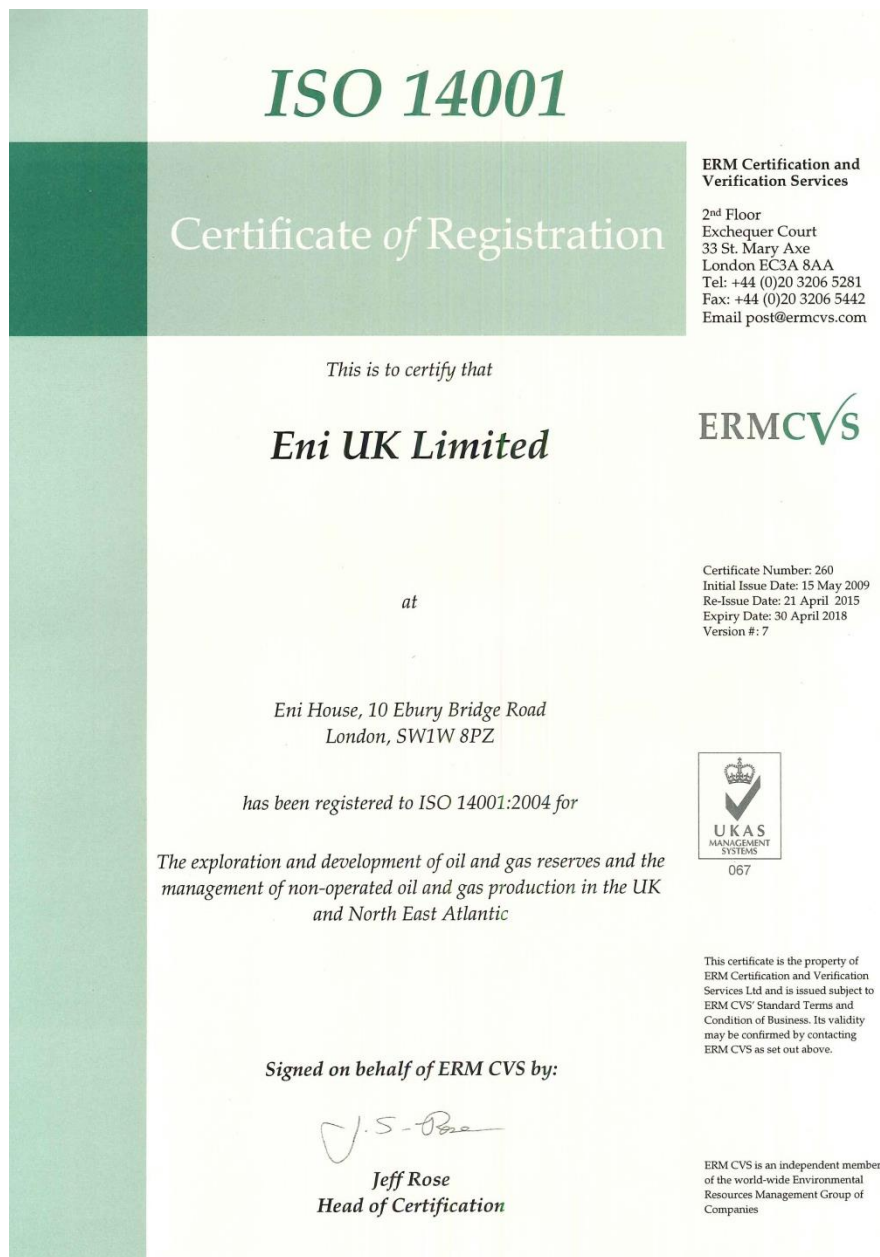 ISO 14001
Certificate of Registration
ERM Certification and
Verification Services
2nd Floor
Exchequer Court
33 St. Mary Axe
London EC3A 8AA
Tel: +44 (0)20 3206 5281
Fax: +44 (0)20 3206 5442
Email post@ermcvs.com
This is to certify that
Eni UK Limited
ERMCVS
at
Certificate Number: 260
Initial Issue Date: 15 May 2009
Re-Issue Date: 21 April 2015
Expiry Date: 30 April 2018
Version #: 7
Eni House, 10 Ebury Bridge Road
London, SW1W 8PZ
has been registered to ISO 14001:2004 for
The exploration and development of oil and gas reserves and the
management of non-operated oil and gas production in the UK
and North East Atlantic
UKAS
MANAGEMENT
SYSTEMS
067
This certificate is the property of
ERM Certification and Verification
Services Ltd and is issued subject to
ERM CVS' Standard Terms and
Condition of Business. Its validity
may be confirmed by contacting
ERM CVS as set out above.
Signed on behalf of ERM CVS by:
J. S - Rose
Jeff Rose
Head of Certification
ERM CVS is an independent member
of the world-wide Environmental
Resources Management Group of
Companies